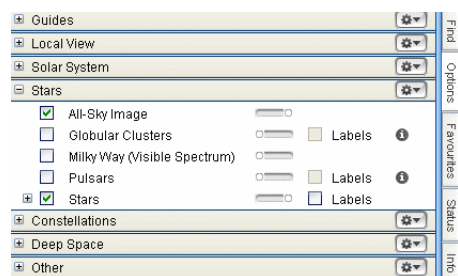 Guides
Local View
Solar System
Stars
All-Sky Image
Globular Clusters Labels
Milky Way (Visible Spectrum)
Pulsars Labels
Stars Labels
Constellations
Deep Space
Other
Find
Options
Favourites
Status
Info